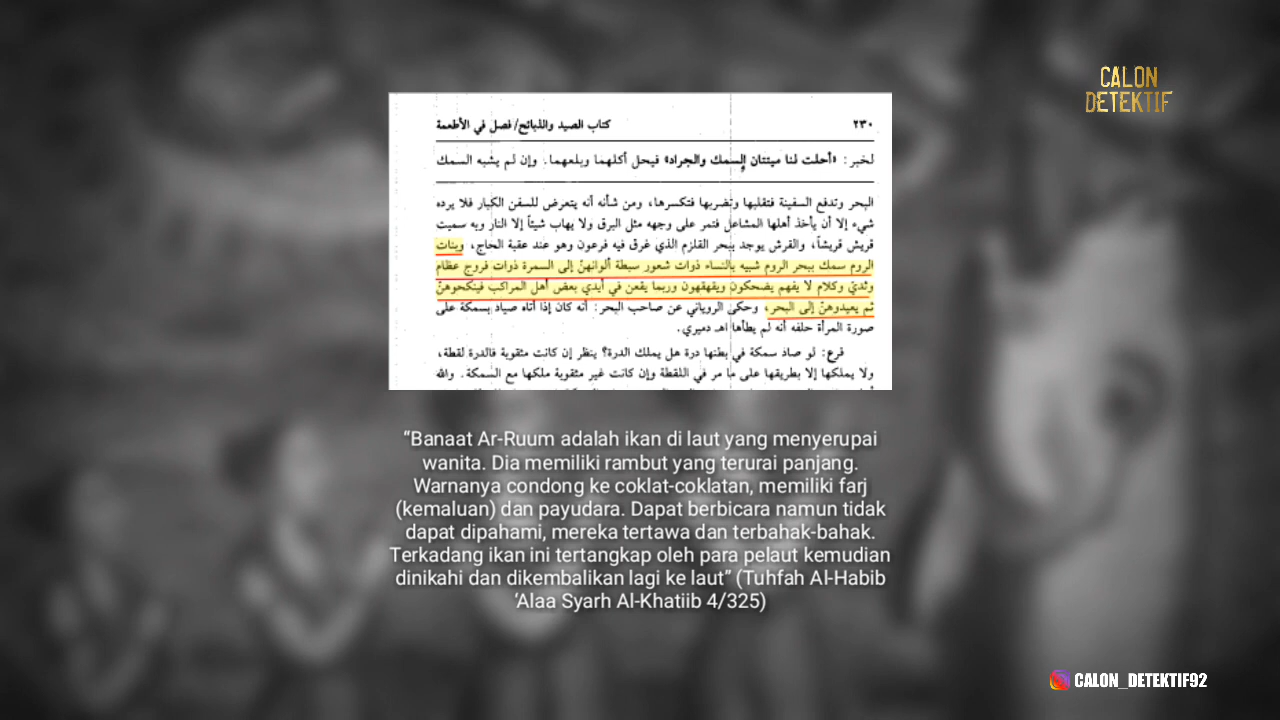 CALON
DETEKTIF
كتاب الصيد والذبائح/ فصل في الأطعمة
٢٣٠
لخبر: «أحلت لنا ميتتان السمك والجراد» فيحل أكلهما وبلعهما. وإن لم يشبه السمك
البحر وتدفع السفينة فتقلبها وتضربها فتكسرها، ومن شأنه أنه يتعرض للسفن الكبار فلا يرده
شيء إلا أن يأخذ أهلها المشاعل فتمر على وجهه مثل البرق ولا يهاب شيئاً إلا النار وبه سميت
قريش قريشاً، والقرش يوجد ببحر القلزم الذي غرق فيه فرعون وهو عند عقبة الحاج، وبنات
الروم سمك ببحر الروم شبيه بالنساء ذوات شعور سبطة ألوانهن إلى السمرة ذوات فروج عظام
وثدي وكلام لا يفهم يضحكون ويقهقهون وربما يقعن في أيدي بعض أهل المراكب فينكحوهن
ثم يعيدوهن إلى البحر، وحكى الروياني عن صاحب البحر: أنه كان إذا أتاه صياد بسمكة على
صورة المرأة حلفه أنه لم يطأها اهـ دميري.
فرع: لو صاد سمكة في بطنها درة هل يملك الدرة؟ ينظر إن كانت مثقوبة فالدرة لقطة،
ولا يملكها إلا بطريقها على ما مر في اللقطة وإن كانت غير مثقوبة ملكها مع السمكة. والله
“Banaat Ar-Ruum adalah ikan di laut yang menyerupai
wanita. Dia memiliki rambut yang terurai panjang.
Warnanya condong ke coklat-coklatan, memiliki farj
(kemaluan) dan payudara. Dapat berbicara namun tidak
dapat dipahami, mereka tertawa dan terbahak-bahak.
Terkadang ikan ini tertangkap oleh para pelaut kemudian
dinikahi dan dikembalikan lagi ke laut” (Tuhfah Al-Habib
‘Alaa Syarh Al-Khatiib 4/325)
CALON_DETEKTIF92